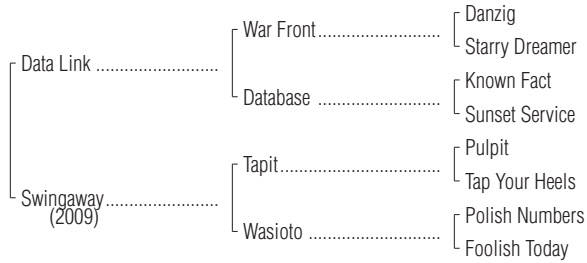 Danzig
War Front
Starry Dreamer
Data Link
Known Fact
Database
Sunset Service
Pulpit
Tapit
Tap Your Heels
Swingaway
(2009)
Polish Numbers
Wasioto
Foolish Today